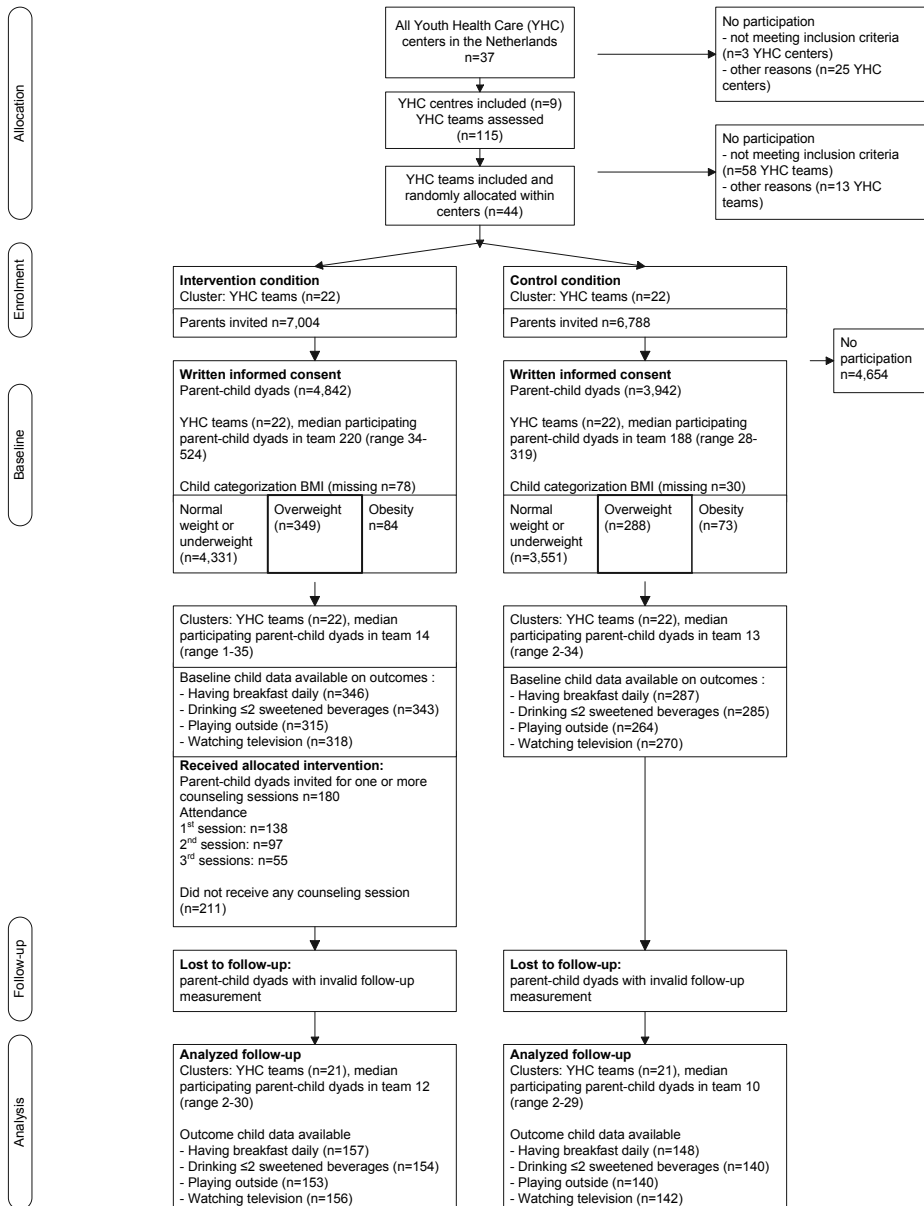 Allocation
All Youth Health Care (YHC)
centers in the Netherlands
n=37
No participation
- not meeting inclusion criteria
(n=3 YHC centers)
- other reasons (n=25 YHC
centers)
YHC centres included (n=9)
YHC teams assessed
(n=115)
No participation
- not meeting inclusion criteria
(n=58 YHC teams)
- other reasons (n=13 YHC
teams)
YHC teams included and
randomly allocated within
centers (n=44)
Enrolment
Intervention condition
Cluster: YHC teams (n=22)
Parents invited n=7,004
Control condition
Cluster: YHC teams (n=22)
Parents invited n=6,788
No
participation
n=4,654
Baseline
Written informed consent
Parent-child dyads (n=4,842)
YHC teams (n=22), median participating
parent-child dyads in team 220 (range 34-
524)
Child categorization BMI (missing n=78)
Normal
weight or
underweight
(n=4,331)
Overweight
(n=349)
Obesity
n=84
Written informed consent
Parent-child dyads (n=3,942)
YHC teams (n=22), median participating
parent-child dyads in team 188 (range 28-
319)
Child categorization BMI (missing n=30)
Normal
weight or
underweight
(n=3,551)
Overweight
(n=288)
Obesity
(n=73)
Clusters: YHC teams (n=22), median
participating parent-child dyads in team 14
(range 1-35)
Baseline child data available on outcomes :
- Having breakfast daily (n=346)
- Drinking ≤2 sweetened beverages (n=343)
- Playing outside (n=315)
- Watching television (n=318)
Received allocated intervention:
Parent-child dyads invited for one or more
counseling sessions n=180
Attendance
1st session: n=138
2nd session: n=97
3rd sessions: n=55
Did not receive any counseling session
(n=211)
Clusters: YHC teams (n=22), median
participating parent-child dyads in team 13
(range 2-34)
Baseline child data available on outcomes :
- Having breakfast daily (n=287)
- Drinking ≤2 sweetened beverages (n=285)
- Playing outside (n=264)
- Watching television (n=270)
Follow-up
Lost to follow-up:
parent-child dyads with invalid follow-up
measurement
Lost to follow-up:
parent-child dyads with invalid follow-up
measurement
Analysis
Analyzed follow-up
Clusters: YHC teams (n=21), median
participating parent-child dyads in team 12
(range 2-30)
Outcome child data available
- Having breakfast daily (n=157)
- Drinking ≤2 sweetened beverages (n=154)
- Playing outside (n=153)
- Watching television (n=156)
Analyzed follow-up
Clusters: YHC teams (n=21), median
participating parent-child dyads in team 10
(range 2-29)
Outcome child data available
- Having breakfast daily (n=148)
- Drinking ≤2 sweetened beverages (n=140)
- Playing outside (n=140)
- Watching television (n=142)